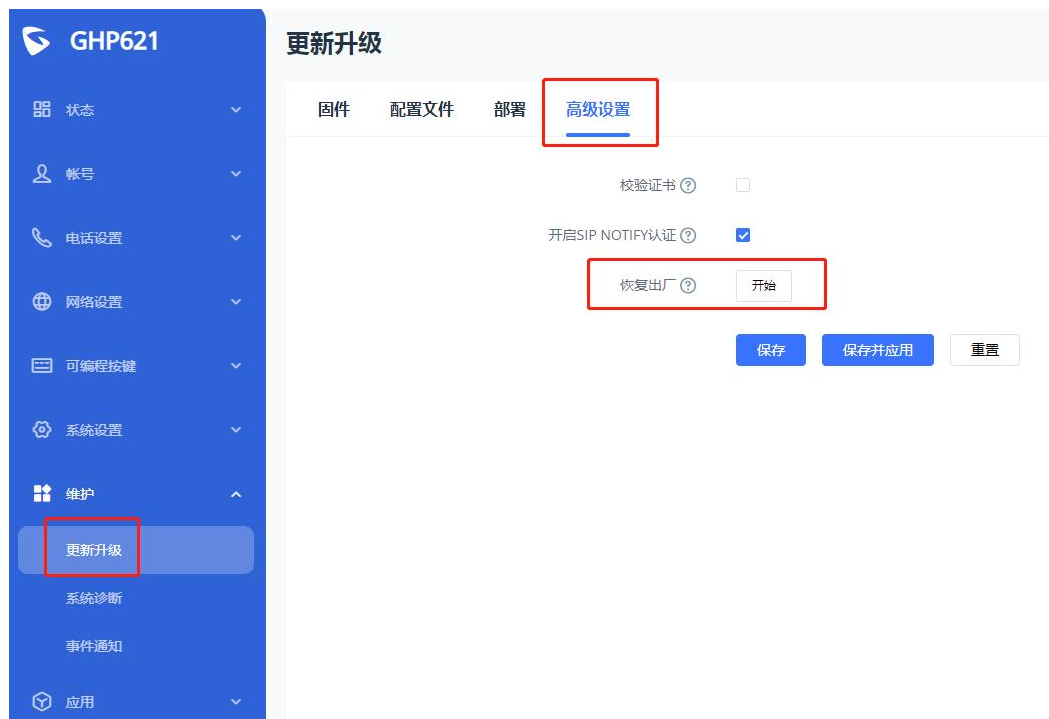 GHP621
状态
帐号
电话设置
网络设置
可编程按键
系统设置
维护
更新升级
系统诊断
事件通知
应用
更新升级
固件 配置文件 部署 高级设置
校验证书 ?
开启SIP NOTIFY认证 ?
恢复出厂 ? 开始
保存 保存并应用 重置